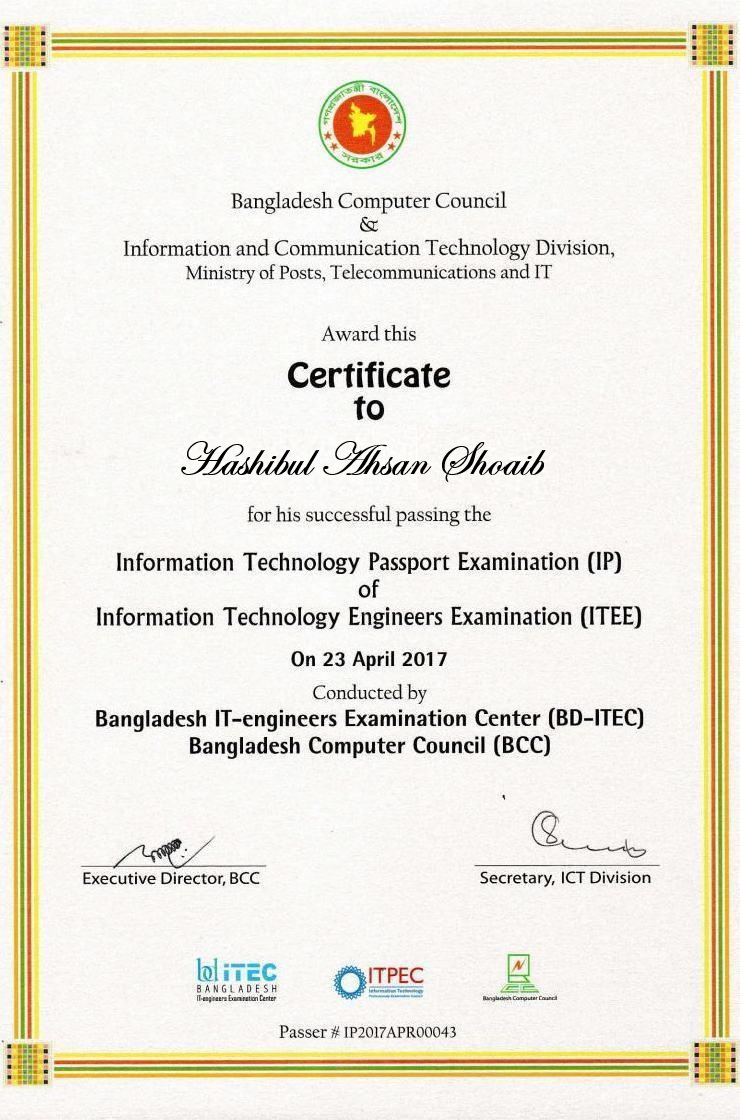 গণপ্রজাতন্ত্রী বাংলাদেশ
সরকার
Bangladesh Computer Council
&
Information and Communication Technology Division,
Ministry of Posts, Telecommunications and IT
Award this
Certificate
to
Hashibul Ahsan Shoaib
for his successful passing the
Information Technology Passport Examination (IP)
of
Information Technology Engineers Examination (ITEE)
On 23 April 2017
Conducted by
Bangladesh IT-engineers Examination Center (BD-ITEC)
Bangladesh Computer Council (BCC)
Executive Director, BCC
Secretary, ICT Division
bd iTEC
BANGLADESH
IT-engineers Examination Center
ITPEC
Information Technology
Professionals Examination Council
Bangladesh Computer Council
Passer # IP2017APR00043